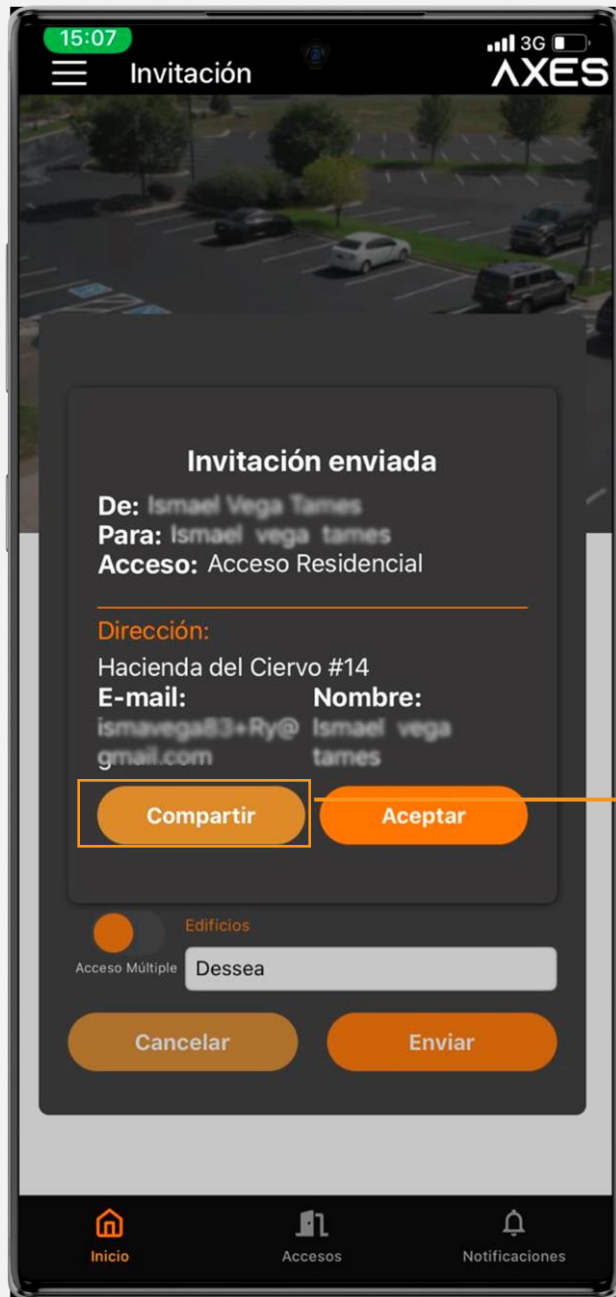 15:07
3G
Invitación
AXES
Invitación enviada
De:
Para:
Acceso: Acceso Residencial
Dirección:
Hacienda del Ciervo #14
E-mail: Nombre:
Compartir Aceptar
Edificios
Acceso Múltiple Dessea
Cancelar Enviar
Inicio Accesos Notificaciones